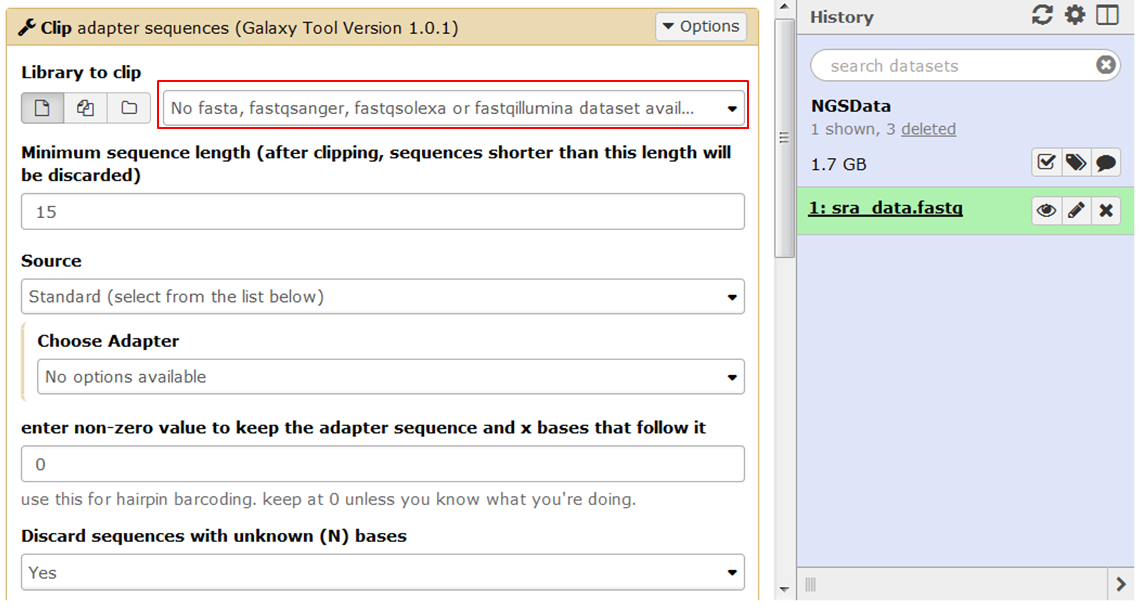 Clip adapter sequences (Galaxy Tool Version 1.0.1)
Options
Library to clip
No fasta, fastqsanger, fastqsolexa or fastqillumina dataset avail...
Minimum sequence length (after clipping, sequences shorter than this length will
be discarded)
15
Source
Standard (select from the list below)
Choose Adapter
No options available
enter non-zero value to keep the adapter sequence and x bases that follow it
0
use this for hairpin barcoding. keep at 0 unless you know what you're doing.
Discard sequences with unknown (N) bases
Yes
History
search datasets
NGSData
1 shown, 3 deleted
1.7 GB
1: sra_data.fastq